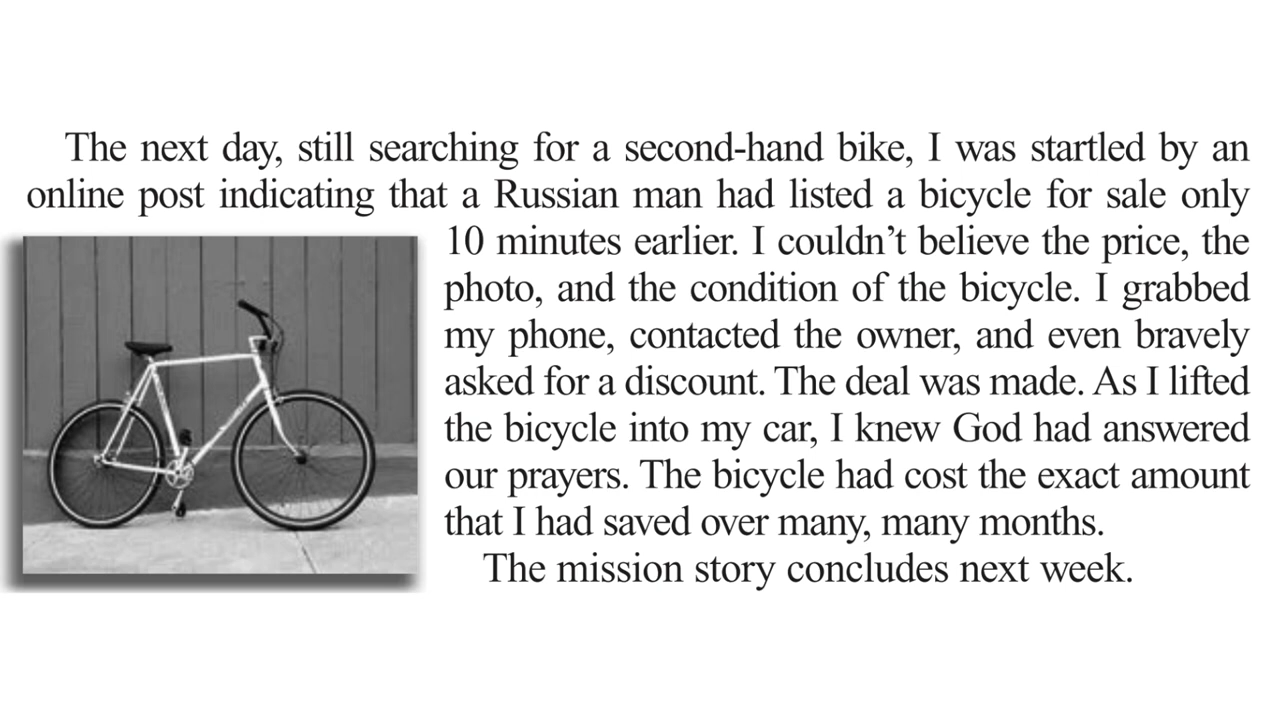 The next day, still searching for a second-hand bike, I was startled by an
online post indicating that a Russian man had listed a bicycle for sale only
10 minutes earlier. I couldn’t believe the price, the
photo, and the condition of the bicycle. I grabbed
my phone, contacted the owner, and even bravely
asked for a discount. The deal was made. As I lifted
the bicycle into my car, I knew God had answered
our prayers. The bicycle had cost the exact amount
that I had saved over many, many months.
The mission story concludes next week.